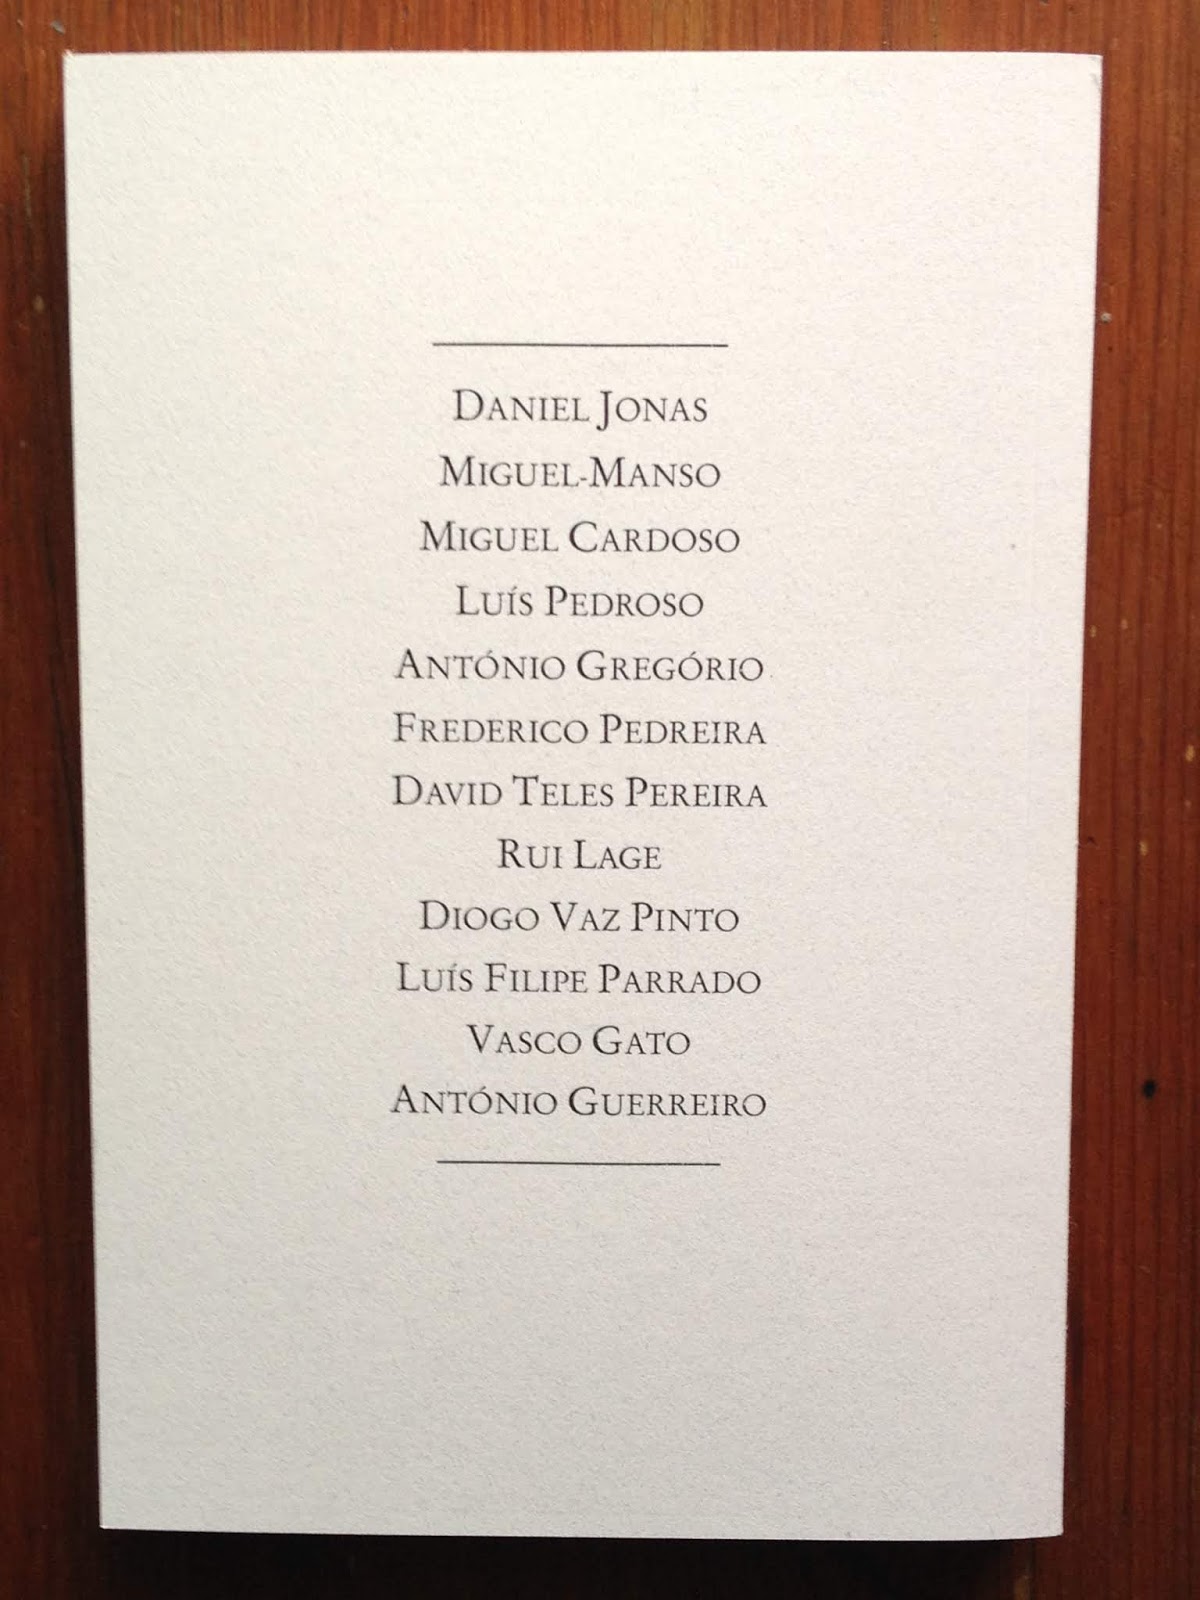 DANIEL JONAS
MIGUEL-MANSO
MIGUEL CARDOSO
LUÍS PEDROSO
ANTÓNIO GREGÓRIO
FREDERICO PEDREIRA
DAVID TELES PEREIRA
RUI LAGE
DIOGO VAZ PINTO
LUÍS FILIPE PARRADO
VASCO GATO
ANTÓNIO GUERREIRO